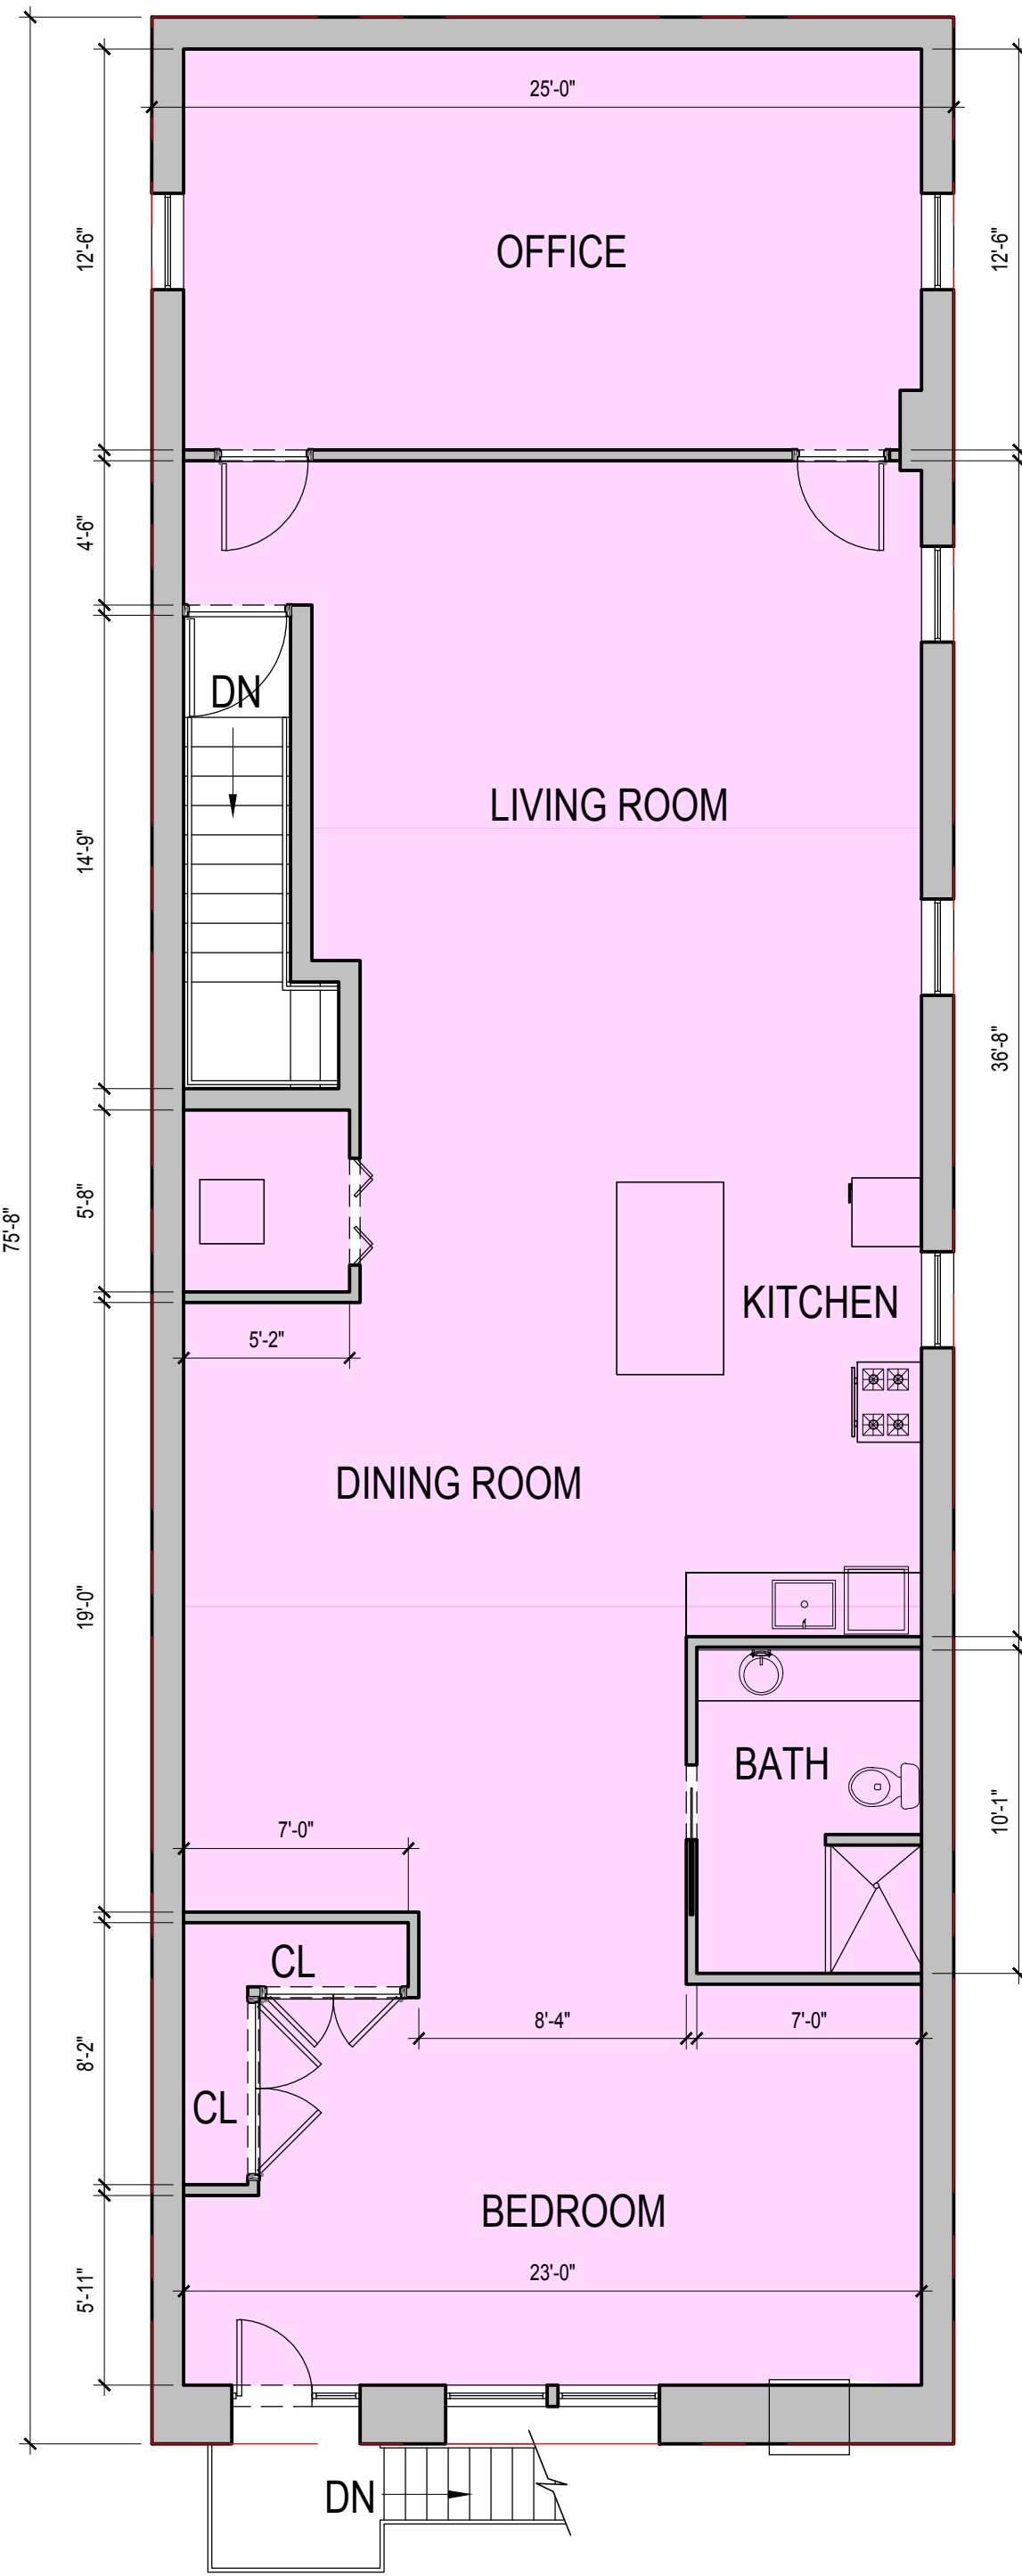 25'-0"
12'-6"
OFFICE
12'-6"
4'-6"
DN
LIVING ROOM
14'-9"
36'-8"
5'-8"
75'-8"
KITCHEN
5'-2"
DINING ROOM
19'-0"
BATH
10'-1"
7'-0"
CL
8'-4"
7'-0"
8'-2"
CL
BEDROOM
23'-0"
5'-11"
DN